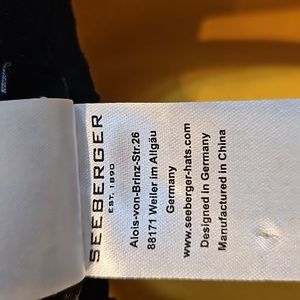 SEEBERGER
EST. 1890
Alois-von-Brinz-Str.26
88171 Weiler im Allgäu
Germany
www.seeberger-hats.com
Designed in Germany
Manufactured in China